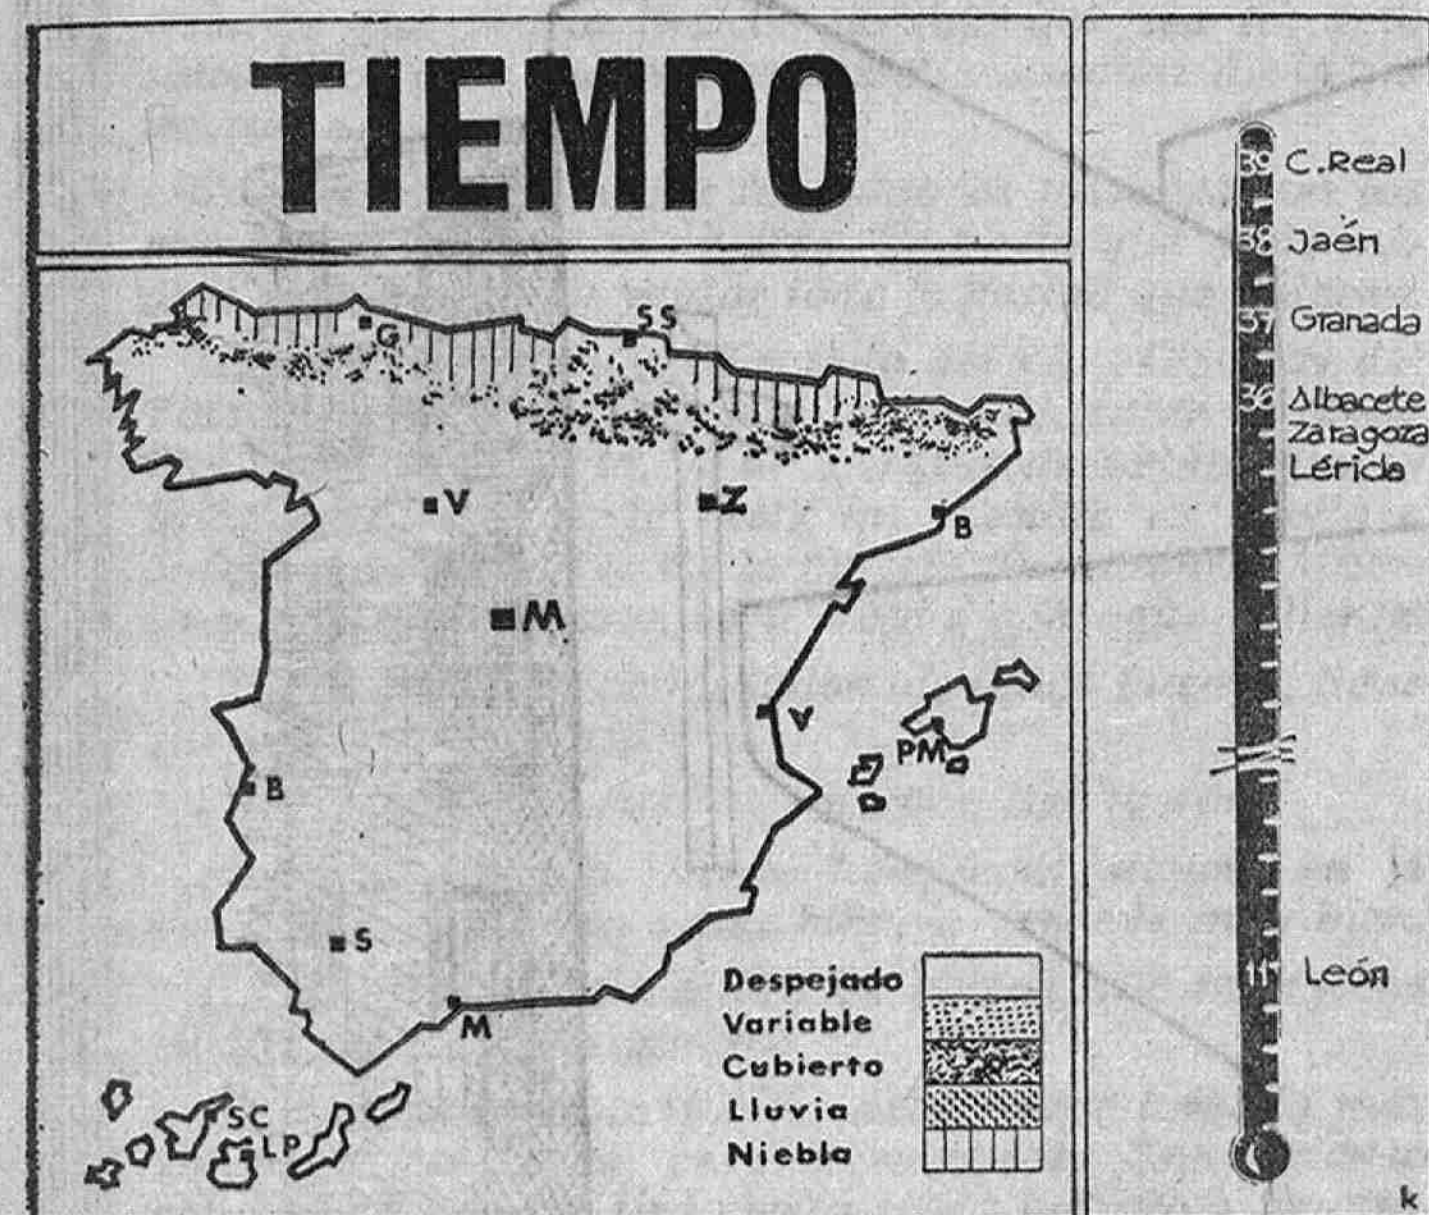 TIEMPO
SS
G
V
Z
B
M
V
PM
B
S
M
SC
LP
Despejado
Variable
Cubierto
Lluvia
Niebla
39 C.Real
38 Jaén
37 Granada
36 Albacete
Zaragoza
Lérida
León
k